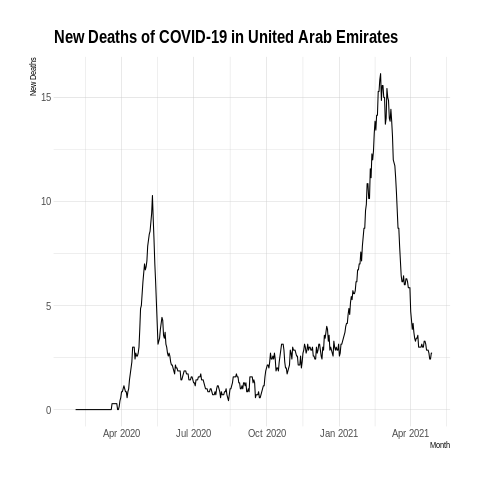 New Deaths of COVID-19 in United Arab Emirates
New Deaths
15
10
5
0
Apr 2020 Jul 2020 Oct 2020 Jan 2021 Apr 2021
Month